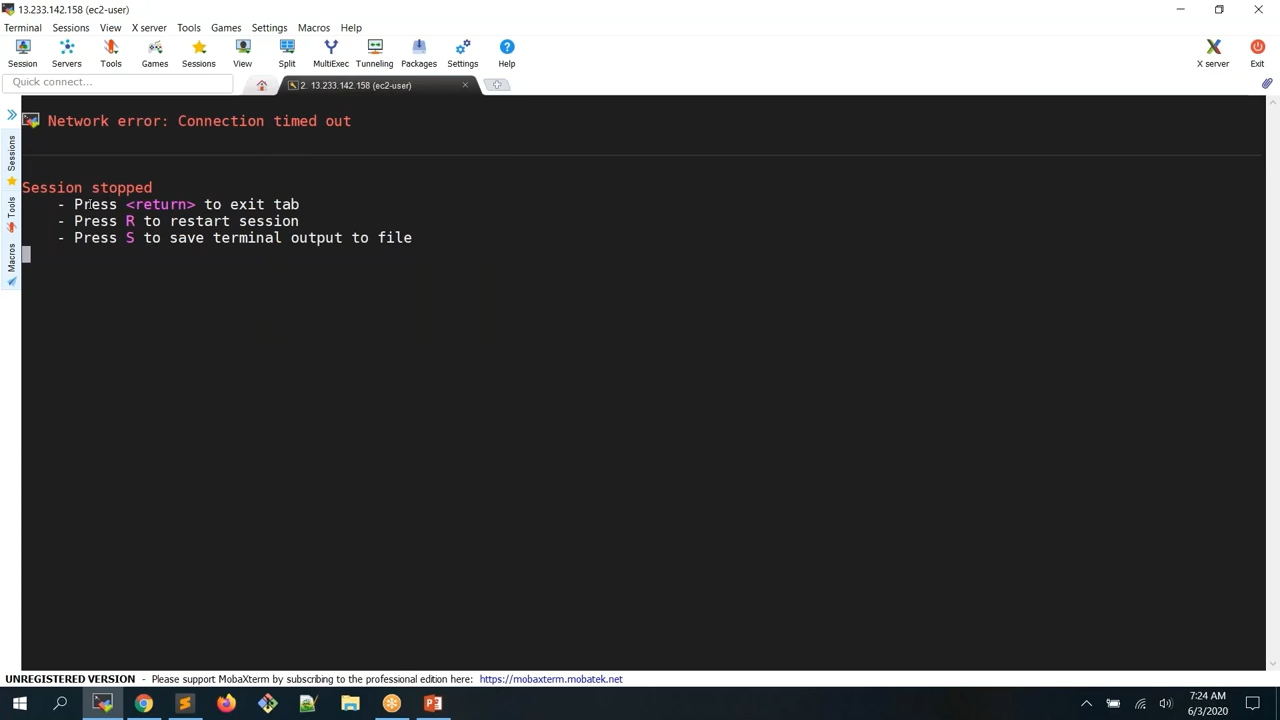 13.233.142.158 (ec2-user)
Terminal Sessions View X server Tools Games Settings Macros Help
Session Servers Tools Games Sessions View Split MultiExec Tunneling Packages Settings Help X server Exit
Quick connect...
2. 13.233.142.158 (ec2-user)
Network error: Connection timed out
Session stopped
- Press <return> to exit tab
- Press R to restart session
- Press S to save terminal output to file
Sessions
Tools
Macros
UNREGISTERED VERSION - Please support MobaXterm by subscribing to the professional edition here: https://mobaxterm.mobatek.net
7:24 AM
6/3/2020